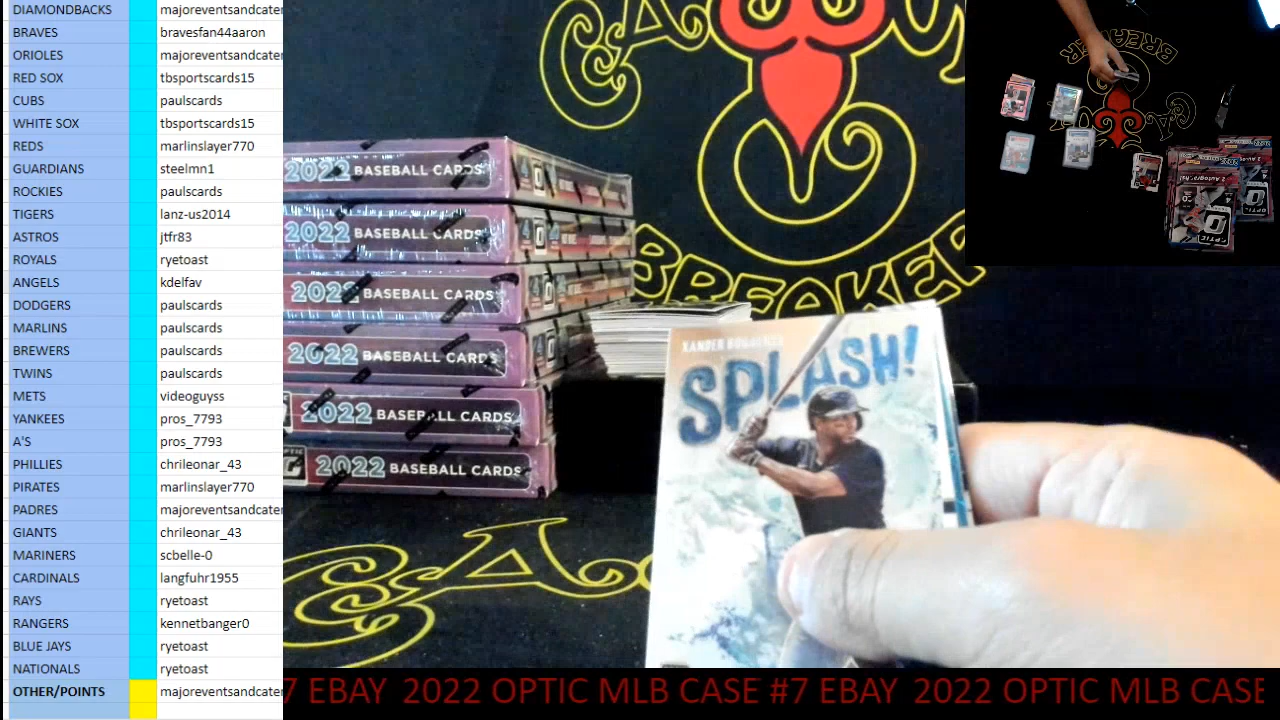 DIAMONDBACKS majoreventsandcater
BRAVES bravesfan44aaron
ORIOLES majoreventsandcater
RED SOX tbsportscards15
CUBS paulscards
WHITE SOX tbsportscards15
REDS marlinslayer770
GUARDIANS steelmn1
ROCKIES paulscards
TIGERS lanz-us2014
ASTROS jtfr83
ROYALS ryetoast
ANGELS kdelfav
DODGERS paulscards
MARLINS paulscards
BREWERS paulscards
TWINS paulscards
METS videoguyss
YANKEES pros_7793
A'S pros_7793
PHILLIES chrileonar_43
PIRATES marlinslayer770
PADRES majoreventsandcater
GIANTS chrileonar_43
MARINERS scbelle-0
CARDINALS langfuhr1955
RAYS ryetoast
RANGERS kennetbanger0
BLUE JAYS ryetoast
NATIONALS ryetoast
OTHER/POINTS majoreventsandcater
2022 BASEBALL CARDS
2022 BASEBALL CARDS
2022 BASEBALL CARDS
2022 BASEBALL CARDS
2022 BASEBALL CARDS
2022 BASEBALL CARDS
BREAKER
XANDER
SPLASH!
BREAKER
OPTIC
7 EBAY 2022 OPTIC MLB CASE #7 EBAY 2022 OPTIC MLB CASE